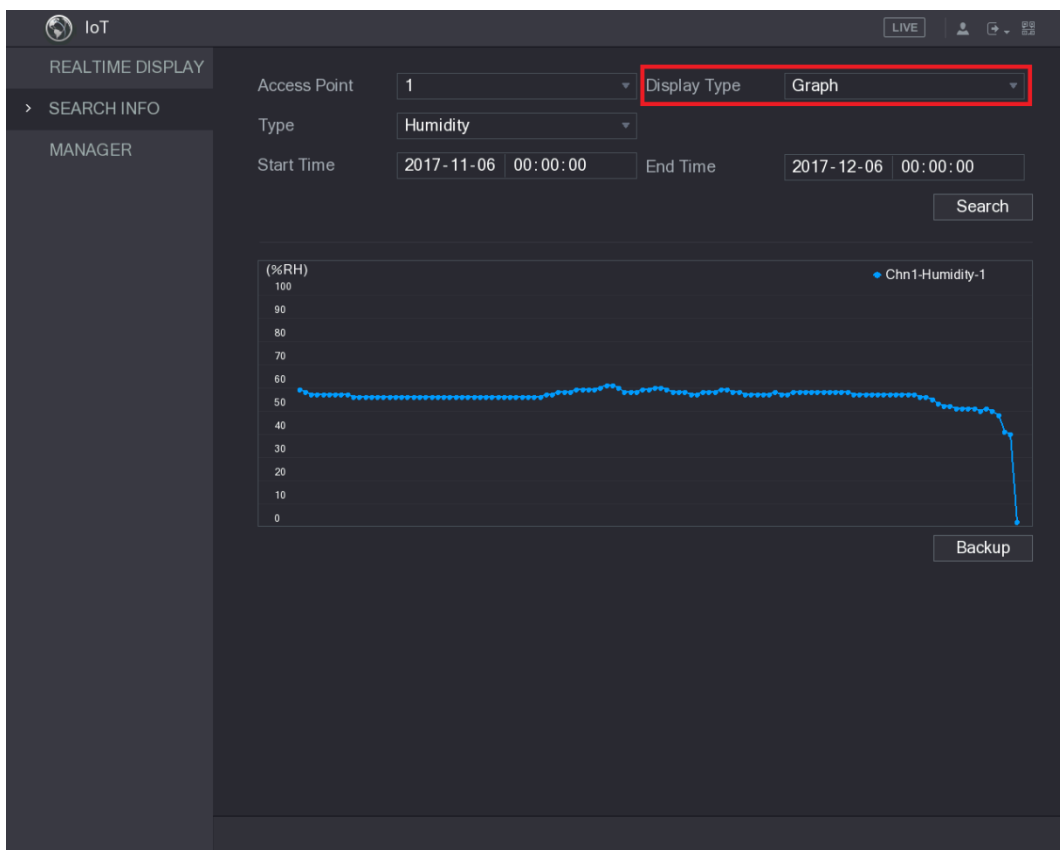 IoT
LIVE
REALTIME DISPLAY
SEARCH INFO
MANAGER
Access Point 1 Display Type Graph
Type Humidity
Start Time 2017-11-06 00:00:00 End Time 2017-12-06 00:00:00
Search
(%RH)
Chn1-Humidity-1
100
90
80
70
60
50
40
30
20
10
0
Backup